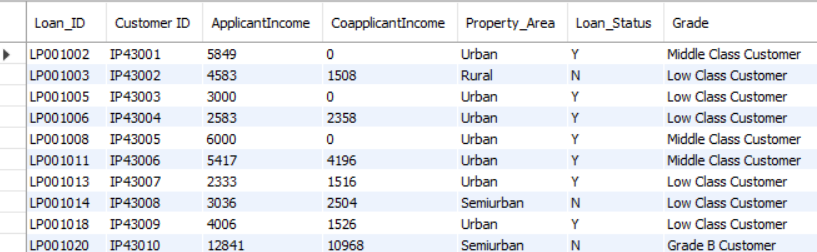 Loan_ID Customer ID ApplicantIncome CoapplicantIncome Property_Area Loan_Status Grade
LP001002 IP43001 5849 0 Urban Y Middle Class Customer
LP001003 IP43002 4583 1508 Rural N Low Class Customer
LP001005 IP43003 3000 0 Urban Y Low Class Customer
LP001006 IP43004 2583 2358 Urban Y Low Class Customer
LP001008 IP43005 6000 0 Urban Y Middle Class Customer
LP001011 IP43006 5417 4196 Urban Y Middle Class Customer
LP001013 IP43007 2333 1516 Urban Y Low Class Customer
LP001014 IP43008 3036 2504 Semiurban N Low Class Customer
LP001018 IP43009 4006 1526 Urban Y Low Class Customer
LP001020 IP43010 12841 10968 Semiurban N Grade B Customer